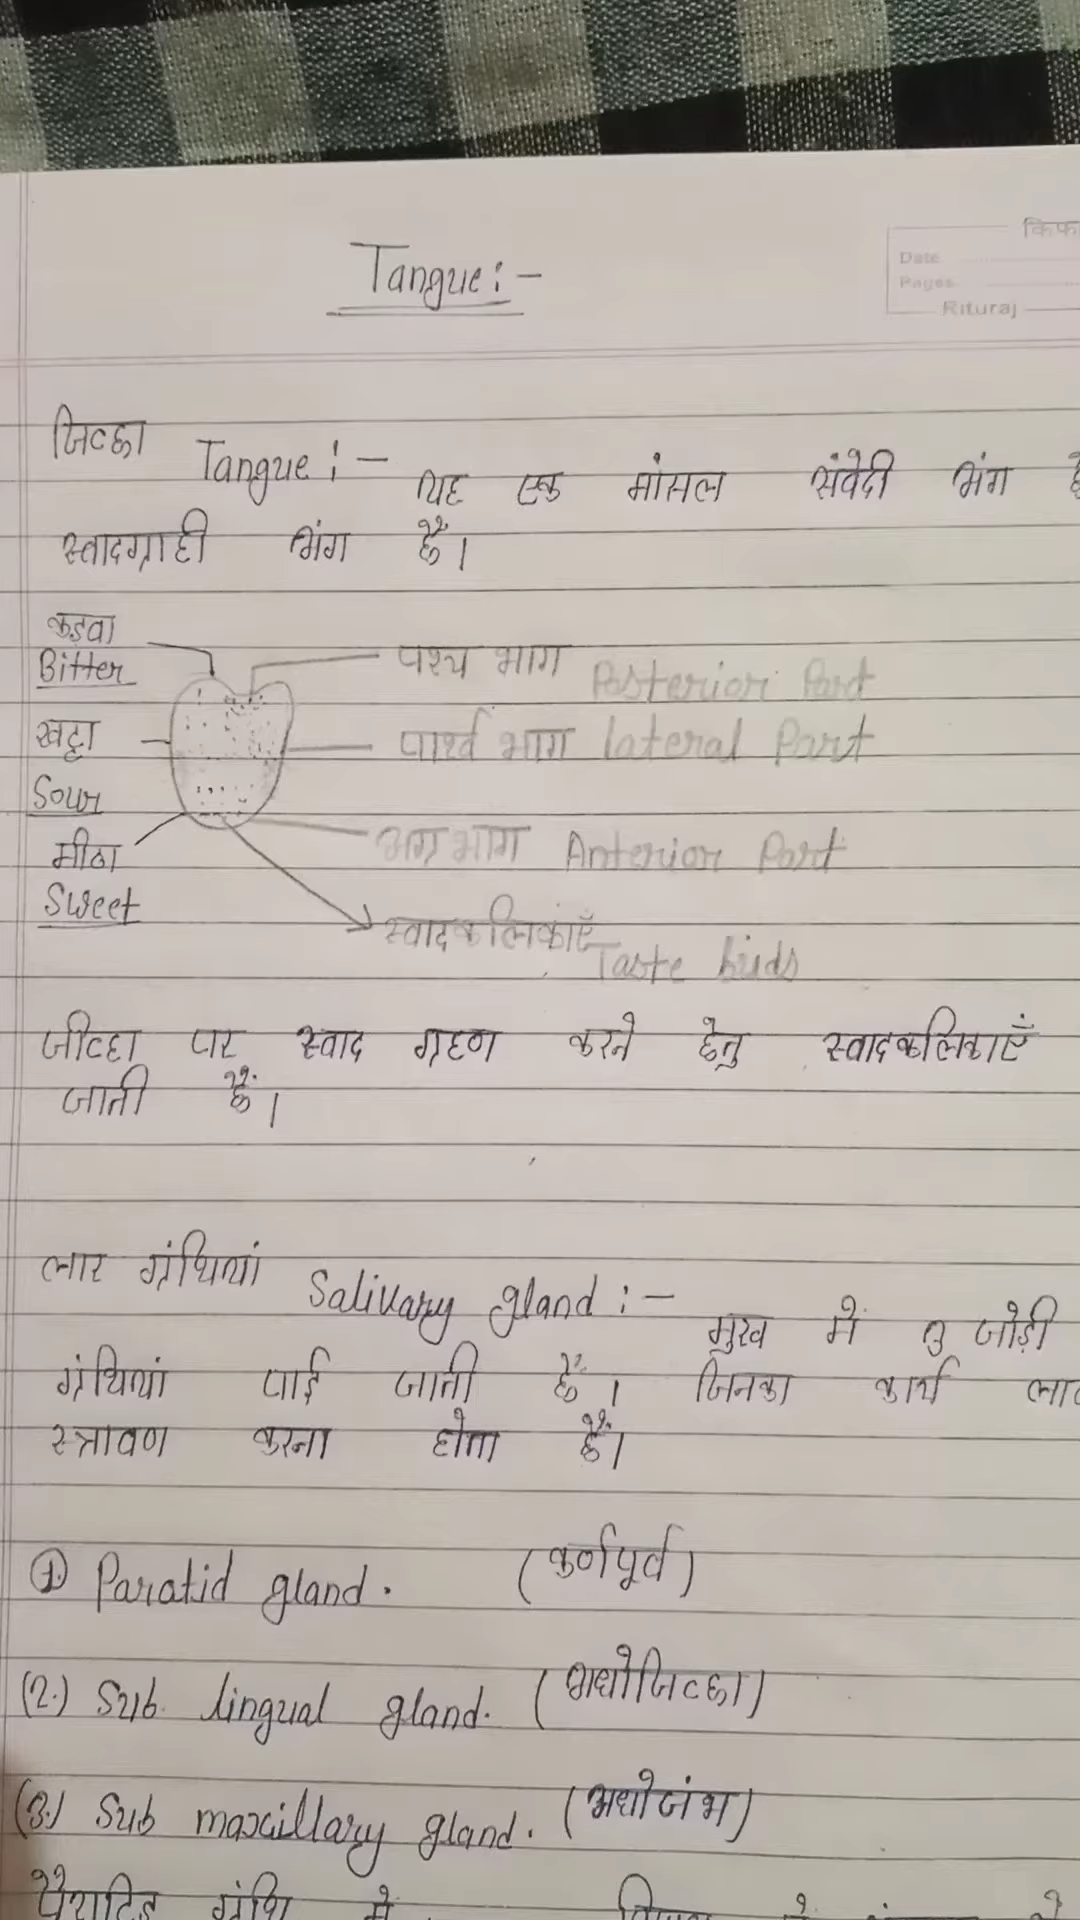 किफ
Date
Pages
Rituraj
Tangue :-
जिव्हा Tangue :- यह एक मांसल संवेदी अंग है
स्वादग्राही अंग है।
कड़वा
Bitter
पश्च भाग Posterior Part
खट्टा
पार्श्व भाग lateral Part
Sour
मीठा
अग्र भाग Anterior Part
Sweet
स्वादकलिकाएँ Taste buds
जीव्हा पर स्वाद ग्रहण करने हेतु स्वादकलिकाएँ
जाती हैं।
लार ग्रंथियां Salivary gland :- मुख में 3 जोड़ी
ग्रंथियां पाई जाती हैं। जिनका कार्य लार
स्त्रावण करना होता हैं।
1. Paratid gland. (कर्णपूर्व)
(2.) Sub. lingual gland. (अधोजिव्हा)
(3.) Sub maxillary gland. (अधोजंभ)
पैराटिड ग्रंथि में